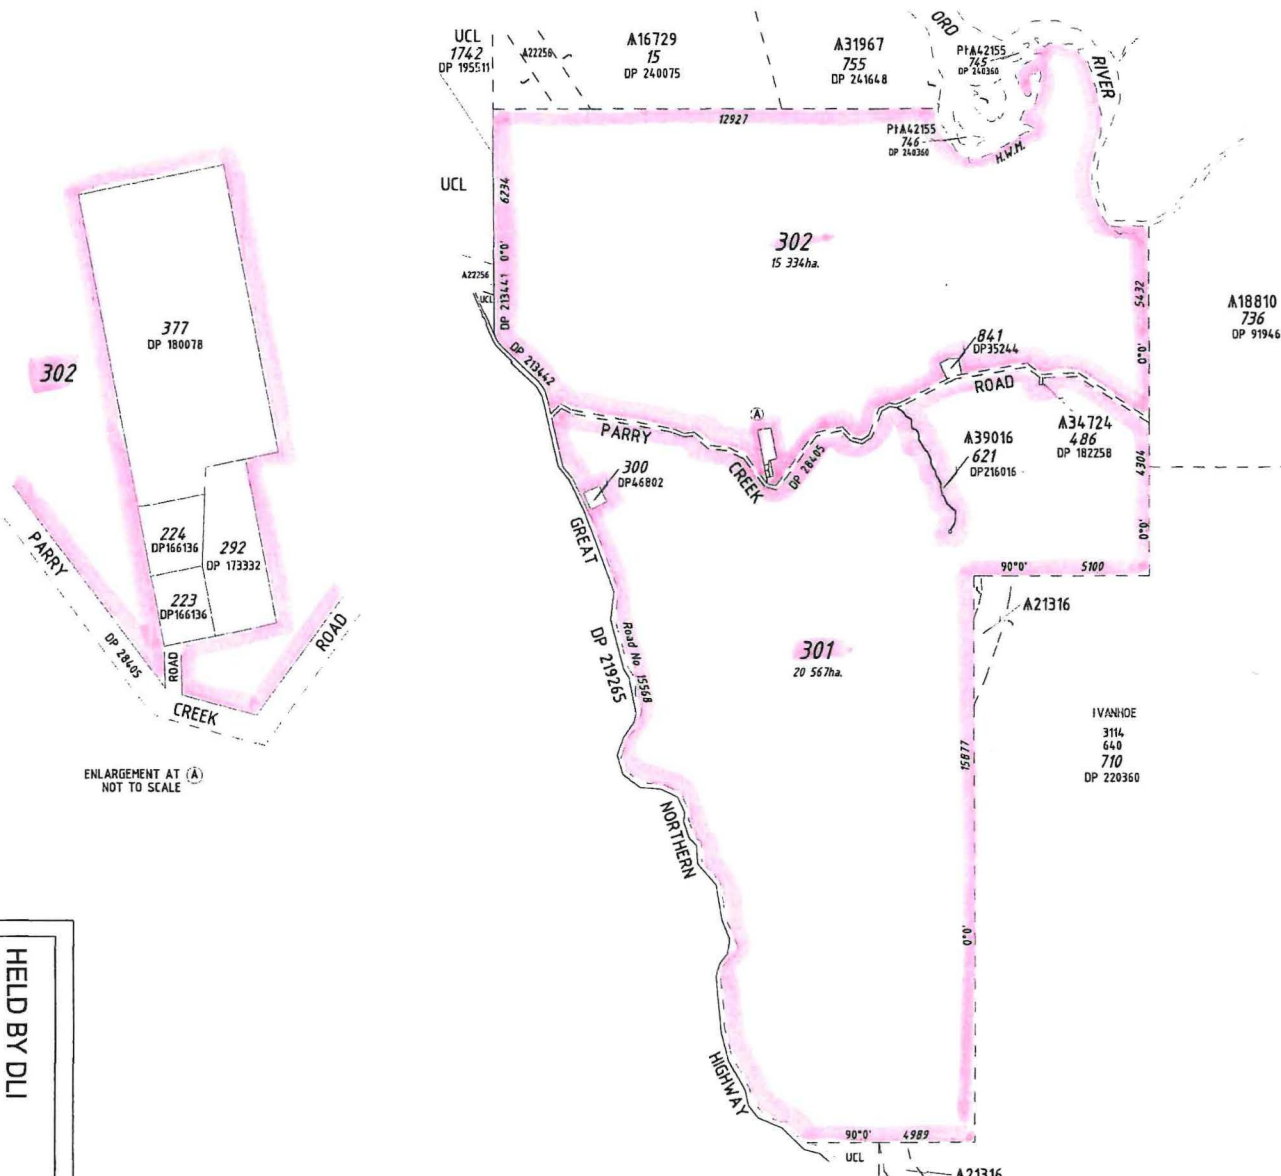 UCL
1742
DP 195511
A22256
A16729
15
DP 240075
A31967
755
DP 241648
ORD
RIVER
Pt A42155
745
DP 240360
Pt A42155
746
DP 240360
H.W.M.
12927
UCL
6234
0°0'
DP 213441
A22256
UCL
DP 213442
302
15 334ha.
5432
0°0'
A18810
736
DP 91946
841
DP35244
ROAD
A34724
486
DP 182258
A39016
621
DP216016
4304
0°0'
A
PARRY
CREEK
DP 28405
300
DP46802
GREAT
DP 219265
Road No 15568
NORTHERN
HIGHWAY
90°0' 5100
A21316
301
20 567ha.
15877
0°0'
IVANHOE
3114
640
710
DP 220360
90°0' 4989
UCL
A21316
302
377
DP 180078
224
DP166136
292
DP 173332
223
DP166136
PARRY
DP 28405
ROAD
CREEK
ROAD
ENLARGEMENT AT A
NOT TO SCALE
HELD BY DLI